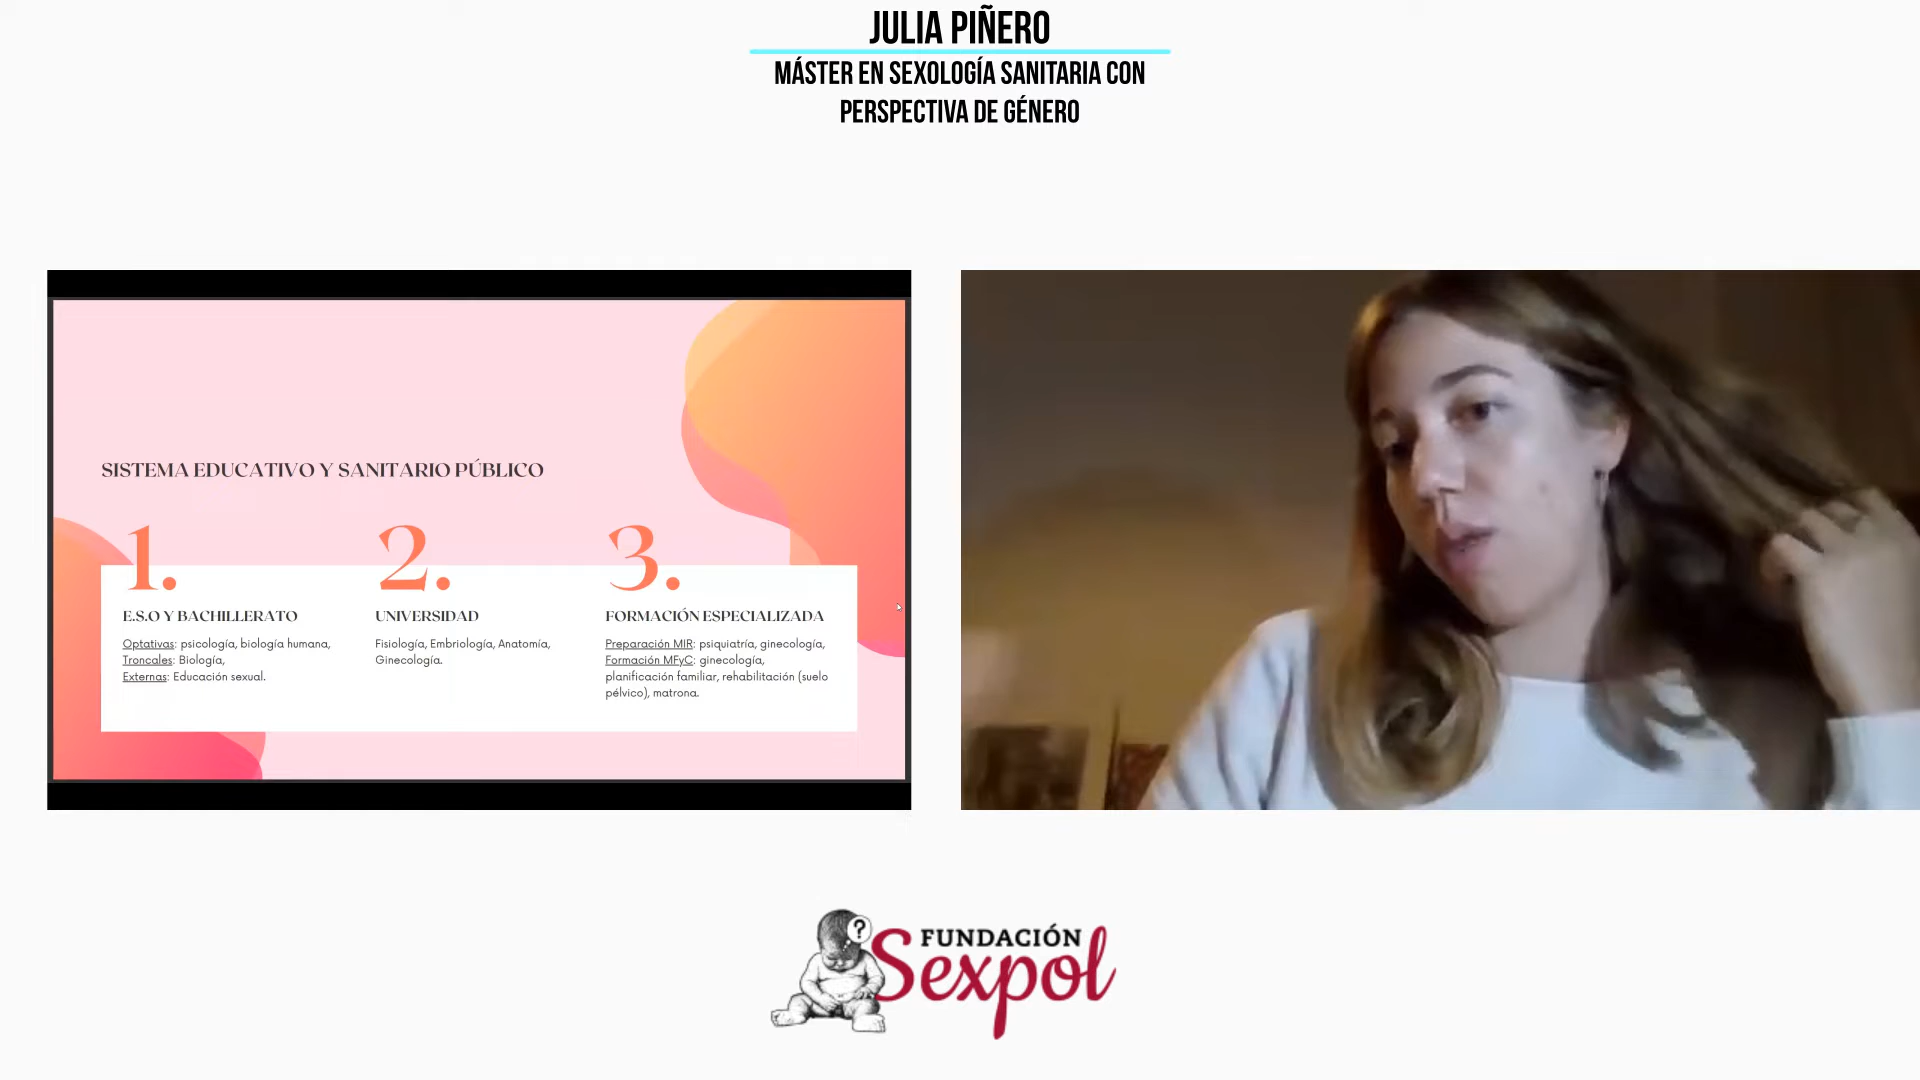 JULIA PIÑERO
MÁSTER EN SEXOLOGÍA SANITARIA CON
PERSPECTIVA DE GÉNERO
SISTEMA EDUCATIVO Y SANITARIO PÚBLICO
1.
E.S.O Y BACHILLERATO
Optativas: psicología, biología humana,
Troncales: Biología,
Externas: Educación sexual.
2.
UNIVERSIDAD
Fisiología, Embriología, Anatomía,
Ginecología.
3.
FORMACIÓN ESPECIALIZADA
Preparación MIR: psiquiatría, ginecología,
Formación MFyC: ginecología,
planificación familiar, rehabilitación (suelo
pélvico), matrona.
?
FUNDACIÓN
Sexpol